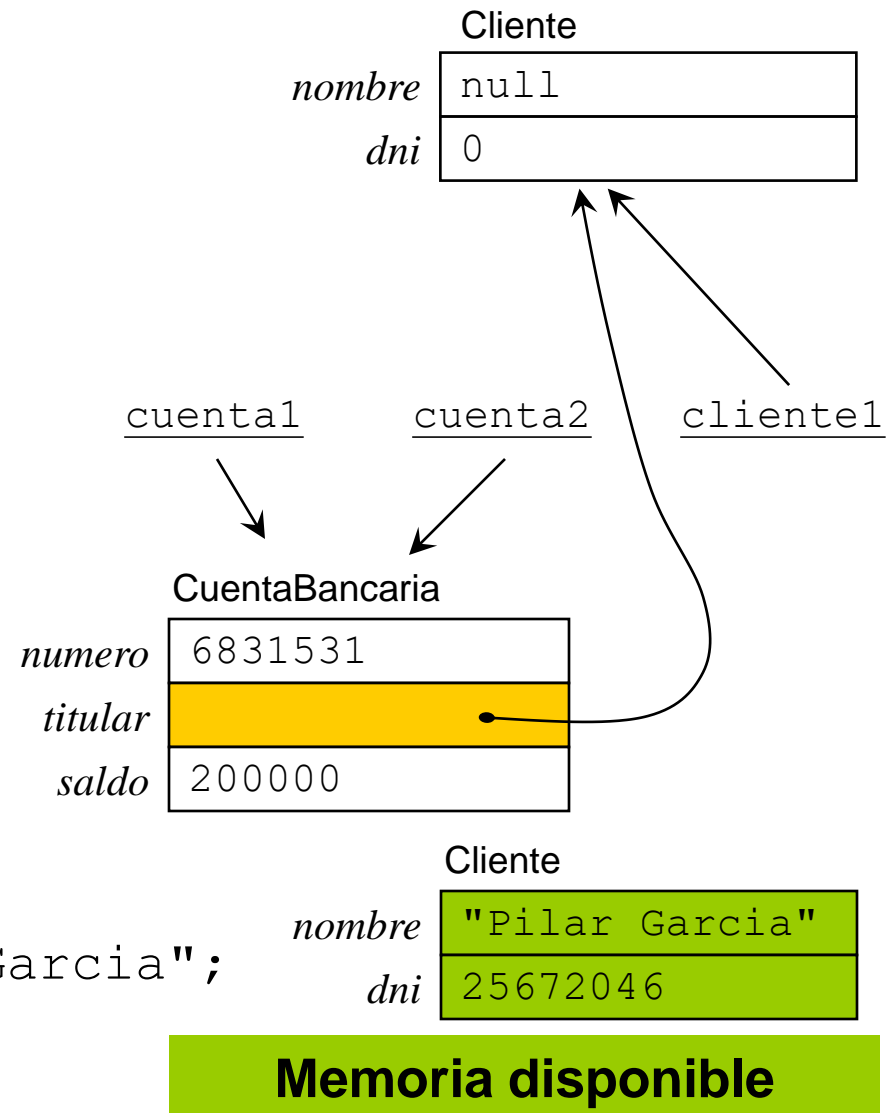 Cliente
nombre null
dni 0
cuenta1 cuenta2 cliente1
CuentaBancaria
numero 6831531
titular
saldo 200000
Cliente
nombre "Pilar Garcia"
Garcia";
dni 25672046
Memoria disponible